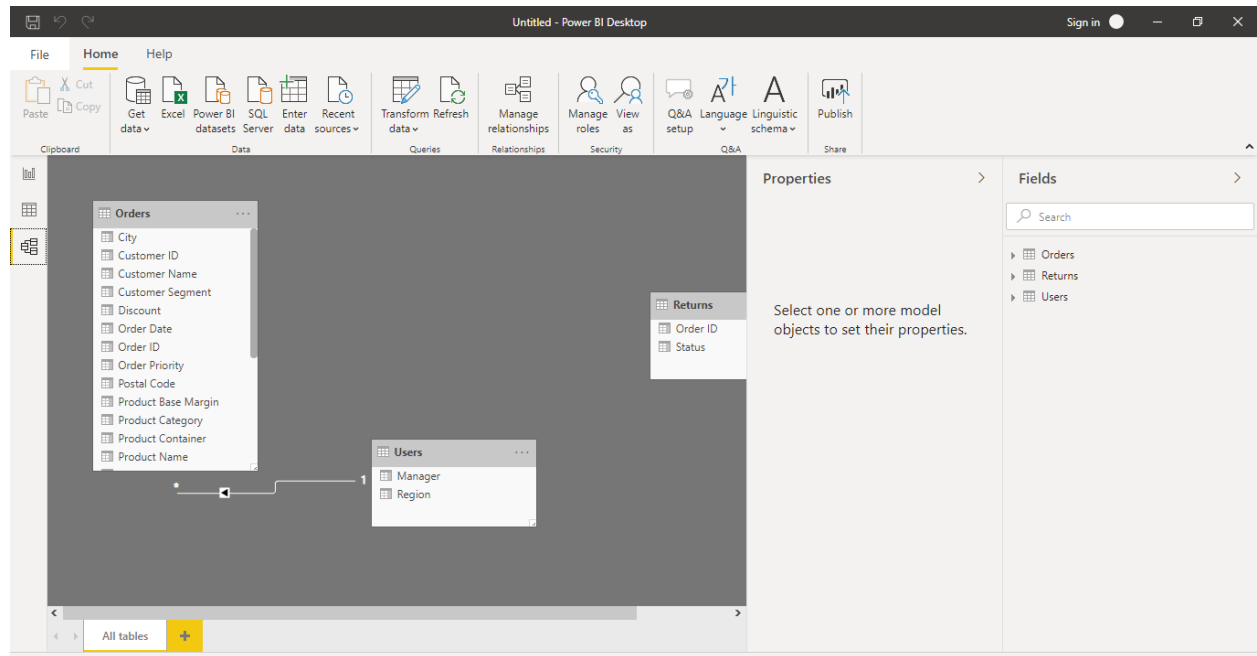 Untitled - Power BI Desktop
Sign in
File Home Help
Paste
Cut
Copy
Get data
Excel
Power BI datasets
SQL Server
Enter data
Recent sources
Transform data
Refresh
Manage relationships
Manage roles
View as
Q&A setup
Language
Linguistic schema
Publish
Clipboard Data Queries Relationships Security Q&A Share
Orders
City
Customer ID
Customer Name
Customer Segment
Discount
Order Date
Order ID
Order Priority
Postal Code
Product Base Margin
Product Category
Product Container
Product Name
* 1
Users
Manager
Region
Returns
Order ID
Status
Properties
Select one or more model
objects to set their properties.
Fields
Search
Orders
Returns
Users
All tables +